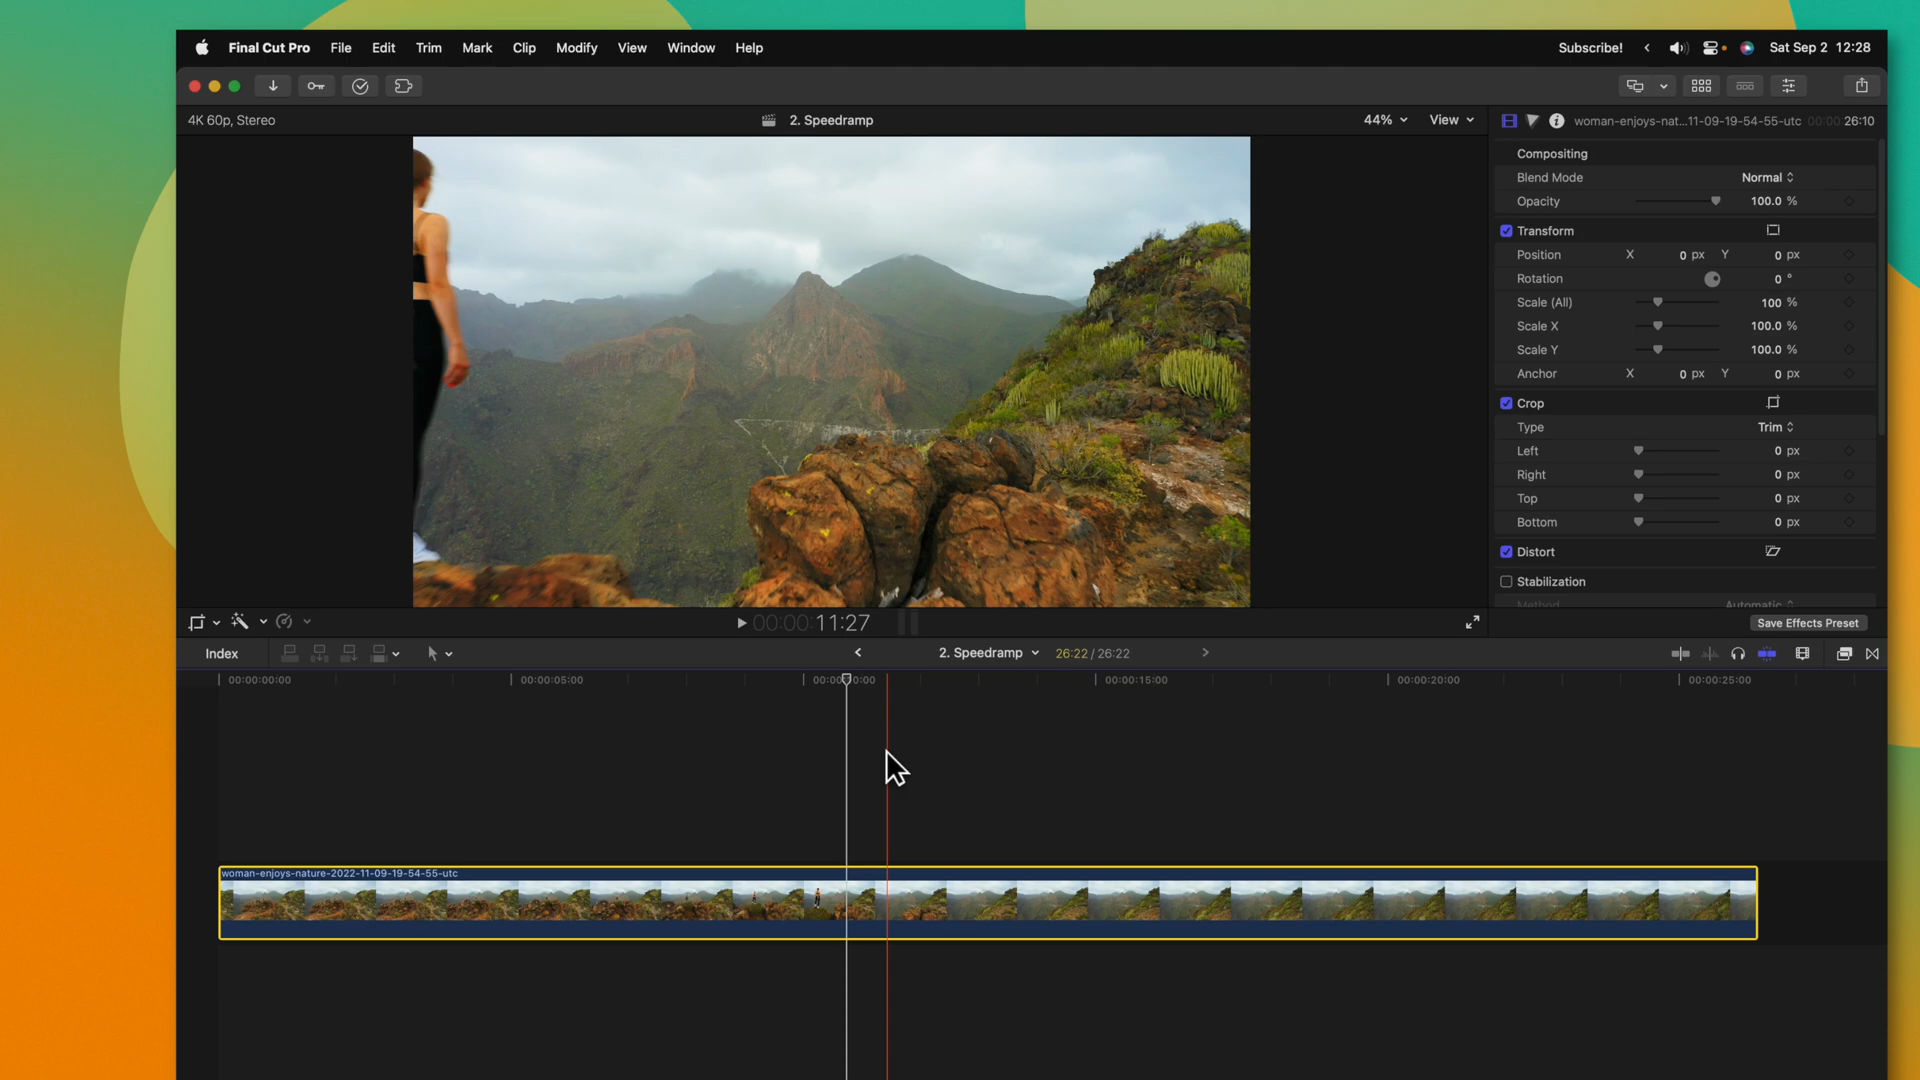 Final Cut Pro File Edit Trim Mark Clip Modify View Window Help
Subscribe! Sat Sep 2 12:28
4K 60p, Stereo
2. Speedramp
44% View
woman-enjoys-nat...11-09-19-54-55-utc 00:00:26:10
Compositing
Blend Mode Normal
Opacity 100.0 %
Transform
Position X 0 px Y 0 px
Rotation 0 °
Scale (All) 100 %
Scale X 100.0 %
Scale Y 100.0 %
Anchor X 0 px Y 0 px
Crop
Type Trim
Left 0 px
Right 0 px
Top 0 px
Bottom 0 px
Distort
Stabilization
Method Automatic
00:00:11:27
Save Effects Preset
Index
2. Speedramp 26:22 / 26:22
00:00:00:00 00:00:05:00 00:00:15:00 00:00:20:00 00:00:25:00
woman-enjoys-nature-2022-11-09-19-54-55-utc